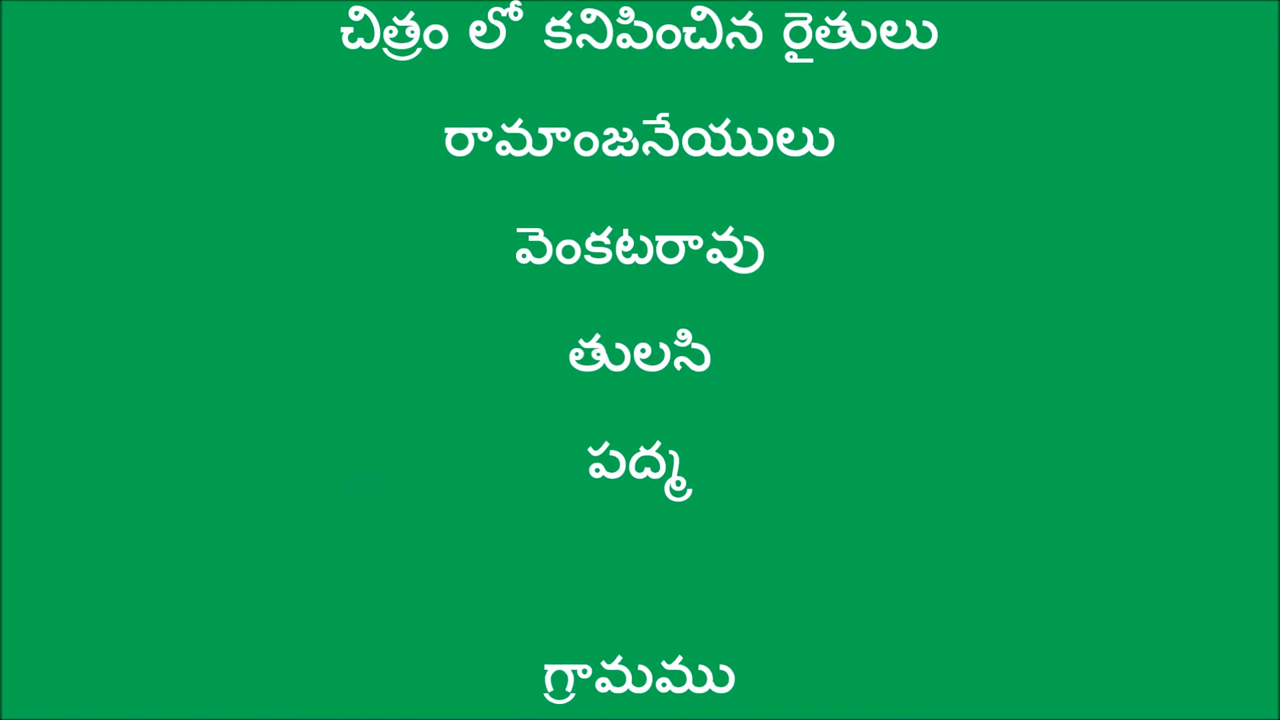 చిత్రం లో కనిపించిన రైతులు
రామాంజనేయులు
వెంకటరావు
తులసి
పద్మ
గ్రామము